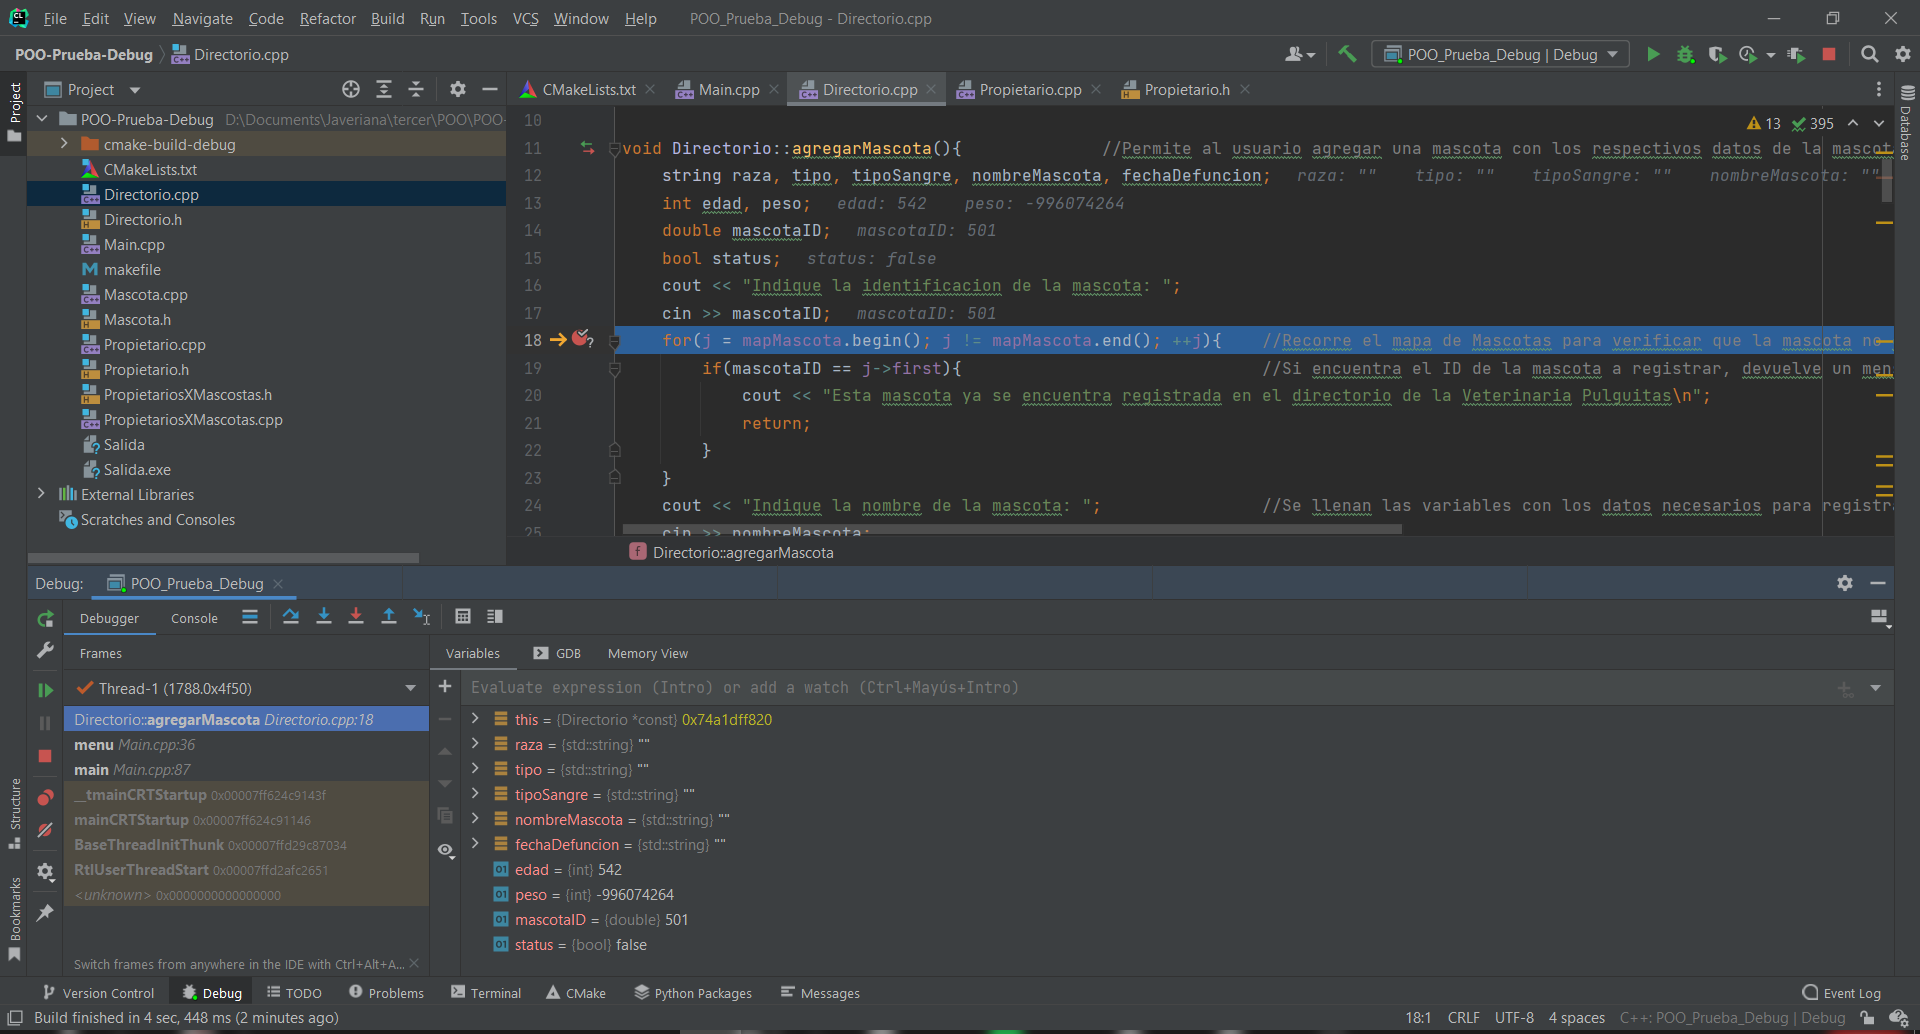 File Edit View Navigate Code Refactor Build Run Tools VCS Window Help POO_Prueba_Debug - Directorio.cpp
POO-Prueba-Debug Directorio.cpp POO_Prueba_Debug | Debug
Project
CMakeLists.txt Main.cpp Directorio.cpp Propietario.cpp Propietario.h
Project
Database
POO-Prueba-Debug D:\Documents\Javeriana\tercer\POO\POO-
cmake-build-debug
CMakeLists.txt
Directorio.cpp
Directorio.h
Main.cpp
makefile
Mascota.cpp
Mascota.h
Propietario.cpp
Propietario.h
PropietariosXMascostas.h
PropietariosXMascotas.cpp
Salida
Salida.exe
External Libraries
Scratches and Consoles
13 395
10
11 void Directorio::agregarMascota(){ //Permite al usuario agregar una mascota con los respectivos datos de la mascot
12 string raza, tipo, tipoSangre, nombreMascota, fechaDefuncion; raza: "" tipo: "" tipoSangre: "" nombreMascota: ""
13 int edad, peso; edad: 542 peso: -996074264
14 double mascotaID; mascotaID: 501
15 bool status; status: false
16 cout << "Indique la identificacion de la mascota: ";
17 cin >> mascotaID; mascotaID: 501
18 for(j = mapMascota.begin(); j != mapMascota.end(); ++j){ //Recorre el mapa de Mascotas para verificar que la mascota no
19 if(mascotaID == j->first){ //Si encuentra el ID de la mascota a registrar, devuelve un men
20 cout << "Esta mascota ya se encuentra registrada en el directorio de la Veterinaria Pulguitas\n";
21 return;
22 }
23 }
24 cout << "Indique la nombre de la mascota: "; //Se llenan las variables con los datos necesarios para registra
25 cin >> nombreMascota;
f Directorio::agregarMascota
Debug: POO_Prueba_Debug
Debugger Console
Frames
Variables GDB Memory View
Thread-1 (1788.0x4f50)
Evaluate expression (Intro) or add a watch (Ctrl+Mayús+Intro)
Directorio::agregarMascota Directorio.cpp:18
menu Main.cpp:36
main Main.cpp:87
__tmainCRTStartup 0x00007ff624c9143f
mainCRTStartup 0x00007ff624c91146
BaseThreadInitThunk 0x00007ffd29c87034
RtlUserThreadStart 0x00007ffd2afc2651
<unknown> 0x0000000000000000
Switch frames from anywhere in the IDE with Ctrl+Alt+A...
this = {Directorio *const} 0x74a1dff820
raza = {std::string} ""
tipo = {std::string} ""
tipoSangre = {std::string} ""
nombreMascota = {std::string} ""
fechaDefuncion = {std::string} ""
edad = {int} 542
peso = {int} -996074264
mascotaID = {double} 501
status = {bool} false
Structure
Bookmarks
Version Control Debug TODO Problems Terminal CMake Python Packages Messages Event Log
Build finished in 4 sec, 448 ms (2 minutes ago) 18:1 CRLF UTF-8 4 spaces C++: POO_Prueba_Debug | Debug